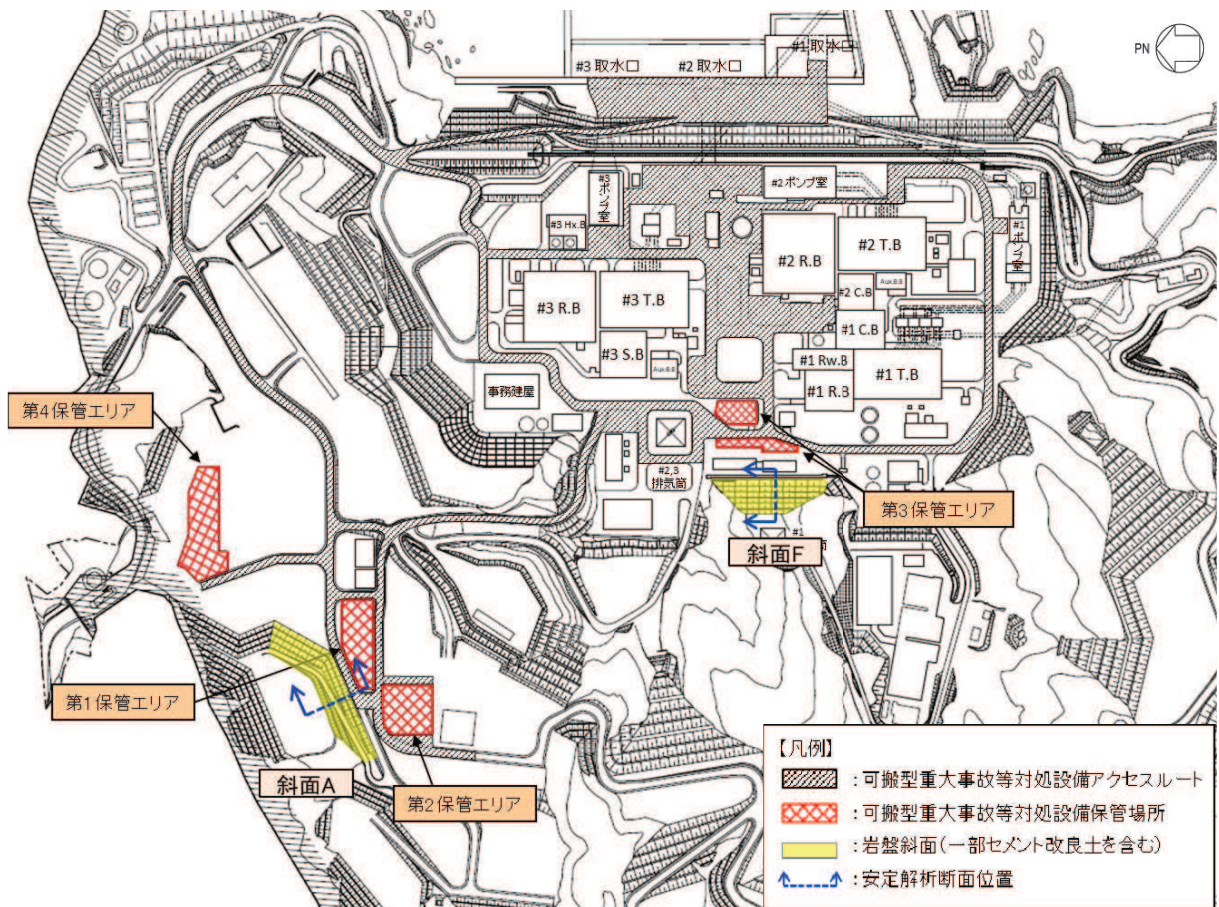 #1 取水口
#3 取水口
#2 取水口
PN
#3
ポンプ室
#2 ポンプ室
#3 Hx.B
#1
ポンプ室
#2 T.B
#2 R.B
#2 C.B
Aux.B.B
#3 R.B
#3 T.B
#1 C.B
#3 S.B
Aux.B.B
#1 Rw.B
#1 R.B
#1 T.B
事務建屋
第4保管エリア
#2,3
排気筒
第3保管エリア
#1
斜面F
第1保管エリア
斜面A
第2保管エリア
【凡例】
:可搬型重大事故等対処設備アクセスルート
:可搬型重大事故等対処設備保管場所
:岩盤斜面(一部セメント改良土を含む)
:安定解析断面位置